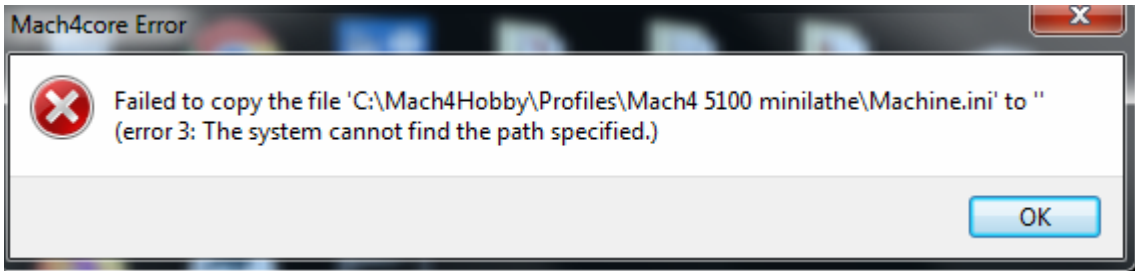 Mach4core Error
Failed to copy the file 'C:\Mach4Hobby\Profiles\Mach4 5100 minilathe\Machine.ini' to ''
(error 3: The system cannot find the path specified.)
OK